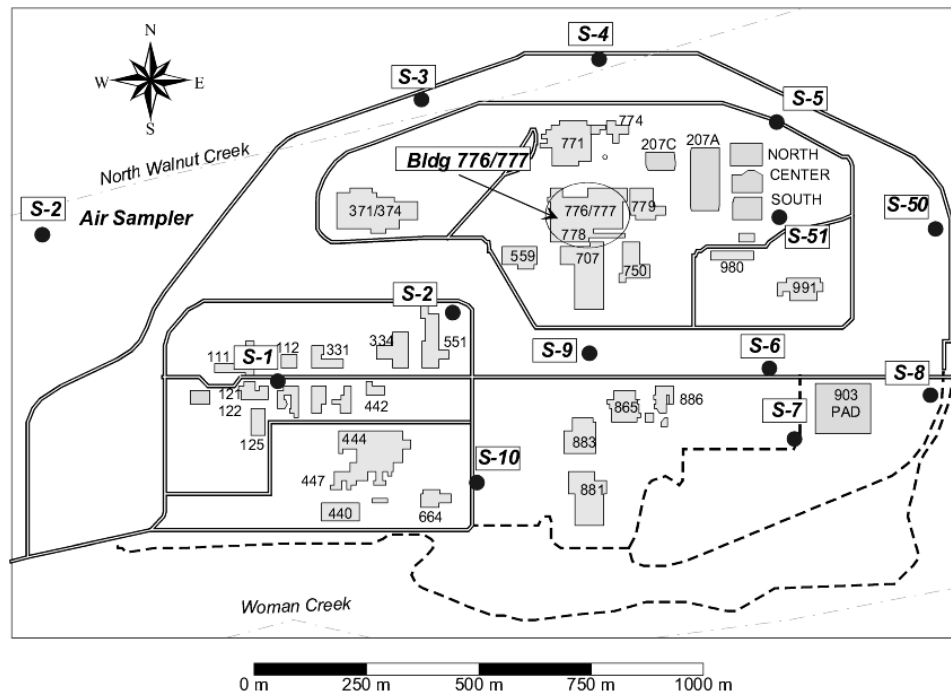 N
W E
S
S-4
S-3
S-5
774
771
207C
207A
NORTH
CENTER
SOUTH
North Walnut Creek
Bldg 776/777
S-2
Air Sampler
371/374
776/777
779
778
S-50
S-51
559
707
750
980
991
S-2
334
551
S-9
S-6
S-8
111
112
331
S-1
121
122
442
125
865
886
903
PAD
S-7
883
444
447
S-10
881
440
664
Woman Creek
0 m 250 m 500 m 750 m 1000 m